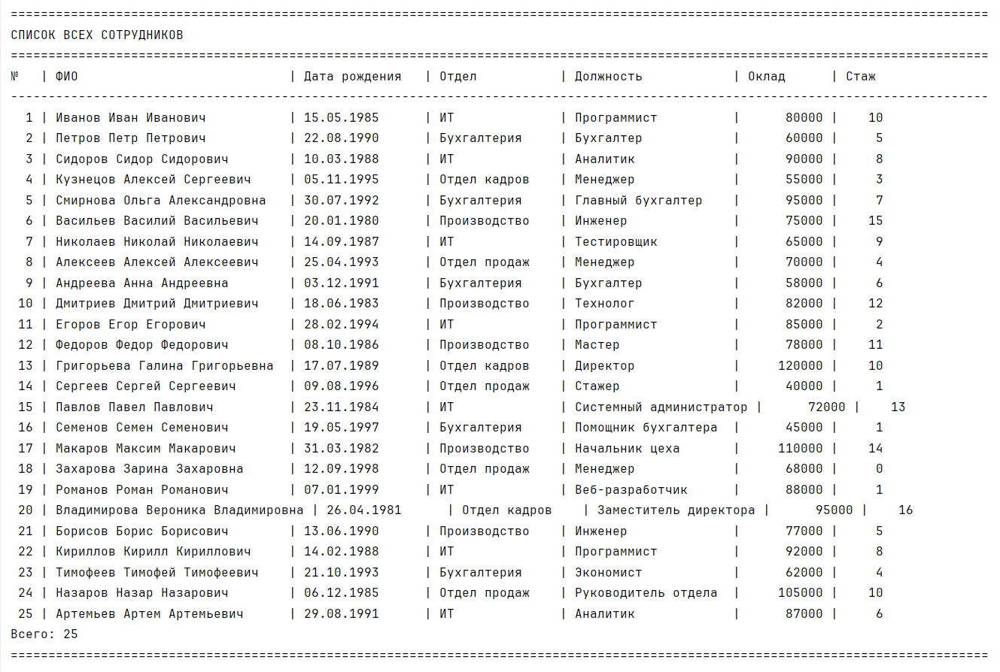 ==================================================================================================================================
СПИСОК ВСЕХ СОТРУДНИКОВ
==================================================================================================================================
№   | ФИО                            | Дата рождения   | Отдел           | Должность            | Оклад      | Стаж
----------------------------------------------------------------------------------------------------------------------------------
  1 | Иванов Иван Иванович           | 15.05.1985      | ИТ              | Программист          |      80000 |    10
  2 | Петров Петр Петрович           | 22.08.1990      | Бухгалтерия     | Бухгалтер            |      60000 |     5
  3 | Сидоров Сидор Сидорович        | 10.03.1988      | ИТ              | Аналитик             |      90000 |     8
  4 | Кузнецов Алексей Сергеевич     | 05.11.1995      | Отдел кадров    | Менеджер             |      55000 |     3
  5 | Смирнова Ольга Александровна   | 30.07.1992      | Бухгалтерия     | Главный бухгалтер    |      95000 |     7
  6 | Васильев Василий Васильевич    | 20.01.1980      | Производство    | Инженер              |      75000 |    15
  7 | Николаев Николай Николаевич    | 14.09.1987      | ИТ              | Тестировщик          |      65000 |     9
  8 | Алексеев Алексей Алексеевич    | 25.04.1993      | Отдел продаж    | Менеджер             |      70000 |     4
  9 | Андреева Анна Андреевна        | 03.12.1991      | Бухгалтерия     | Бухгалтер            |      58000 |     6
 10 | Дмитриев Дмитрий Дмитриевич    | 18.06.1983      | Производство    | Технолог             |      82000 |    12
 11 | Егоров Егор Егорович           | 28.02.1994      | ИТ              | Программист          |      85000 |     2
 12 | Федоров Федор Федорович        | 08.10.1986      | Производство    | Мастер               |      78000 |    11
 13 | Григорьева Галина Григорьевна  | 17.07.1989      | Отдел кадров    | Директор             |     120000 |    10
 14 | Сергеев Сергей Сергеевич       | 09.08.1996      | Отдел продаж    | Стажер               |      40000 |     1
 15 | Павлов Павел Павлович          | 23.11.1984      | ИТ              | Системный администратор |      72000 |    13
 16 | Семенов Семен Семенович        | 19.05.1997      | Бухгалтерия     | Помощник бухгалтера  |      45000 |     1
 17 | Макаров Максим Макарович       | 31.03.1982      | Производство    | Начальник цеха       |     110000 |    14
 18 | Захарова Зарина Захаровна      | 12.09.1998      | Отдел продаж    | Менеджер             |      68000 |     0
 19 | Романов Роман Романович        | 07.01.1999      | ИТ              | Веб-разработчик      |      88000 |     1
 20 | Владимирова Вероника Владимировна | 26.04.1981      | Отдел кадров    | Заместитель директора |      95000 |    16
 21 | Борисов Борис Борисович        | 13.06.1990      | Производство    | Инженер              |      77000 |     5
 22 | Кириллов Кирилл Кириллович     | 14.02.1988      | ИТ              | Программист          |      92000 |     8
 23 | Тимофеев Тимофей Тимофеевич    | 21.10.1993      | Бухгалтерия     | Экономист            |      62000 |     4
 24 | Назаров Назар Назарович        | 06.12.1985      | Отдел продаж    | Руководитель отдела  |     105000 |    10
 25 | Артемьев Артем Артемьевич      | 29.08.1991      | ИТ              | Аналитик             |      87000 |     6
Всего: 25
==================================================================================================================================